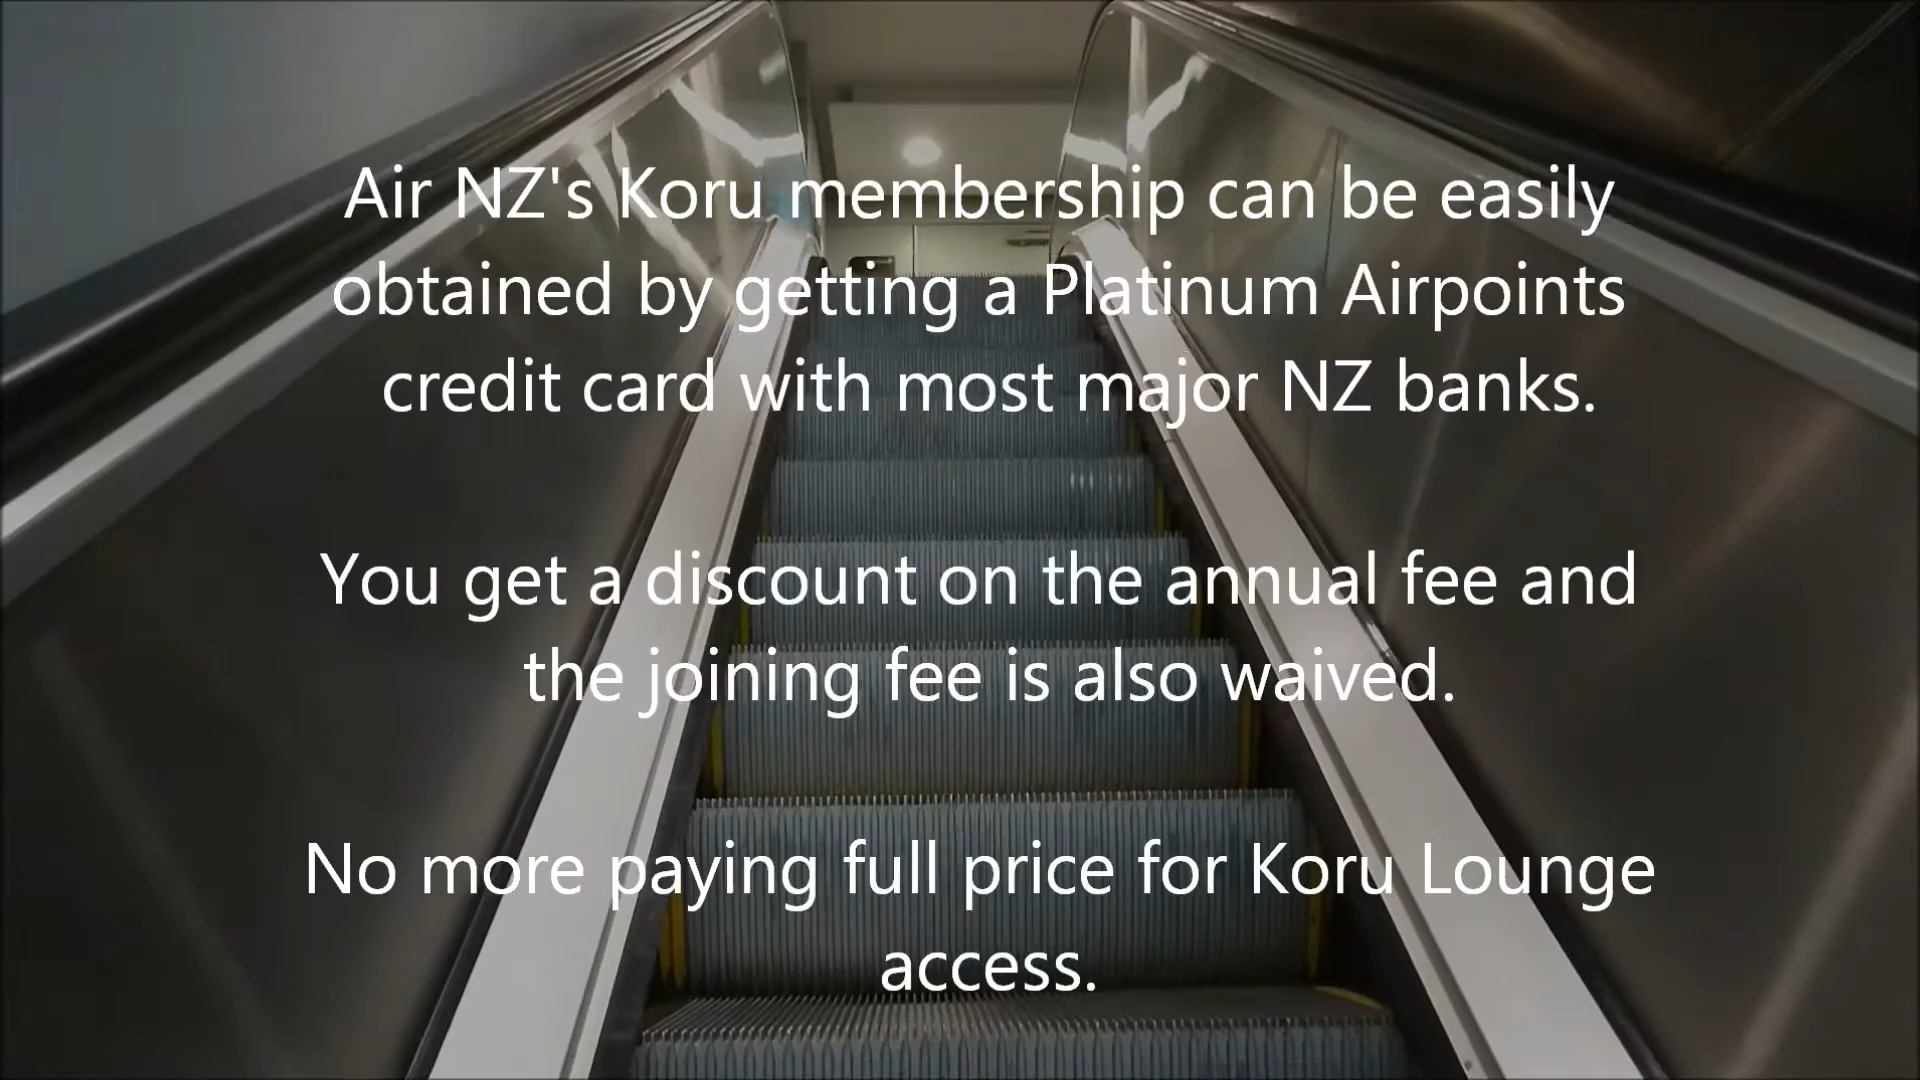 Air NZ's Koru membership can be easily
obtained by getting a Platinum Airpoints
credit card with most major NZ banks.
You get a discount on the annual fee and
the joining fee is also waived.
No more paying full price for Koru Lounge
access.